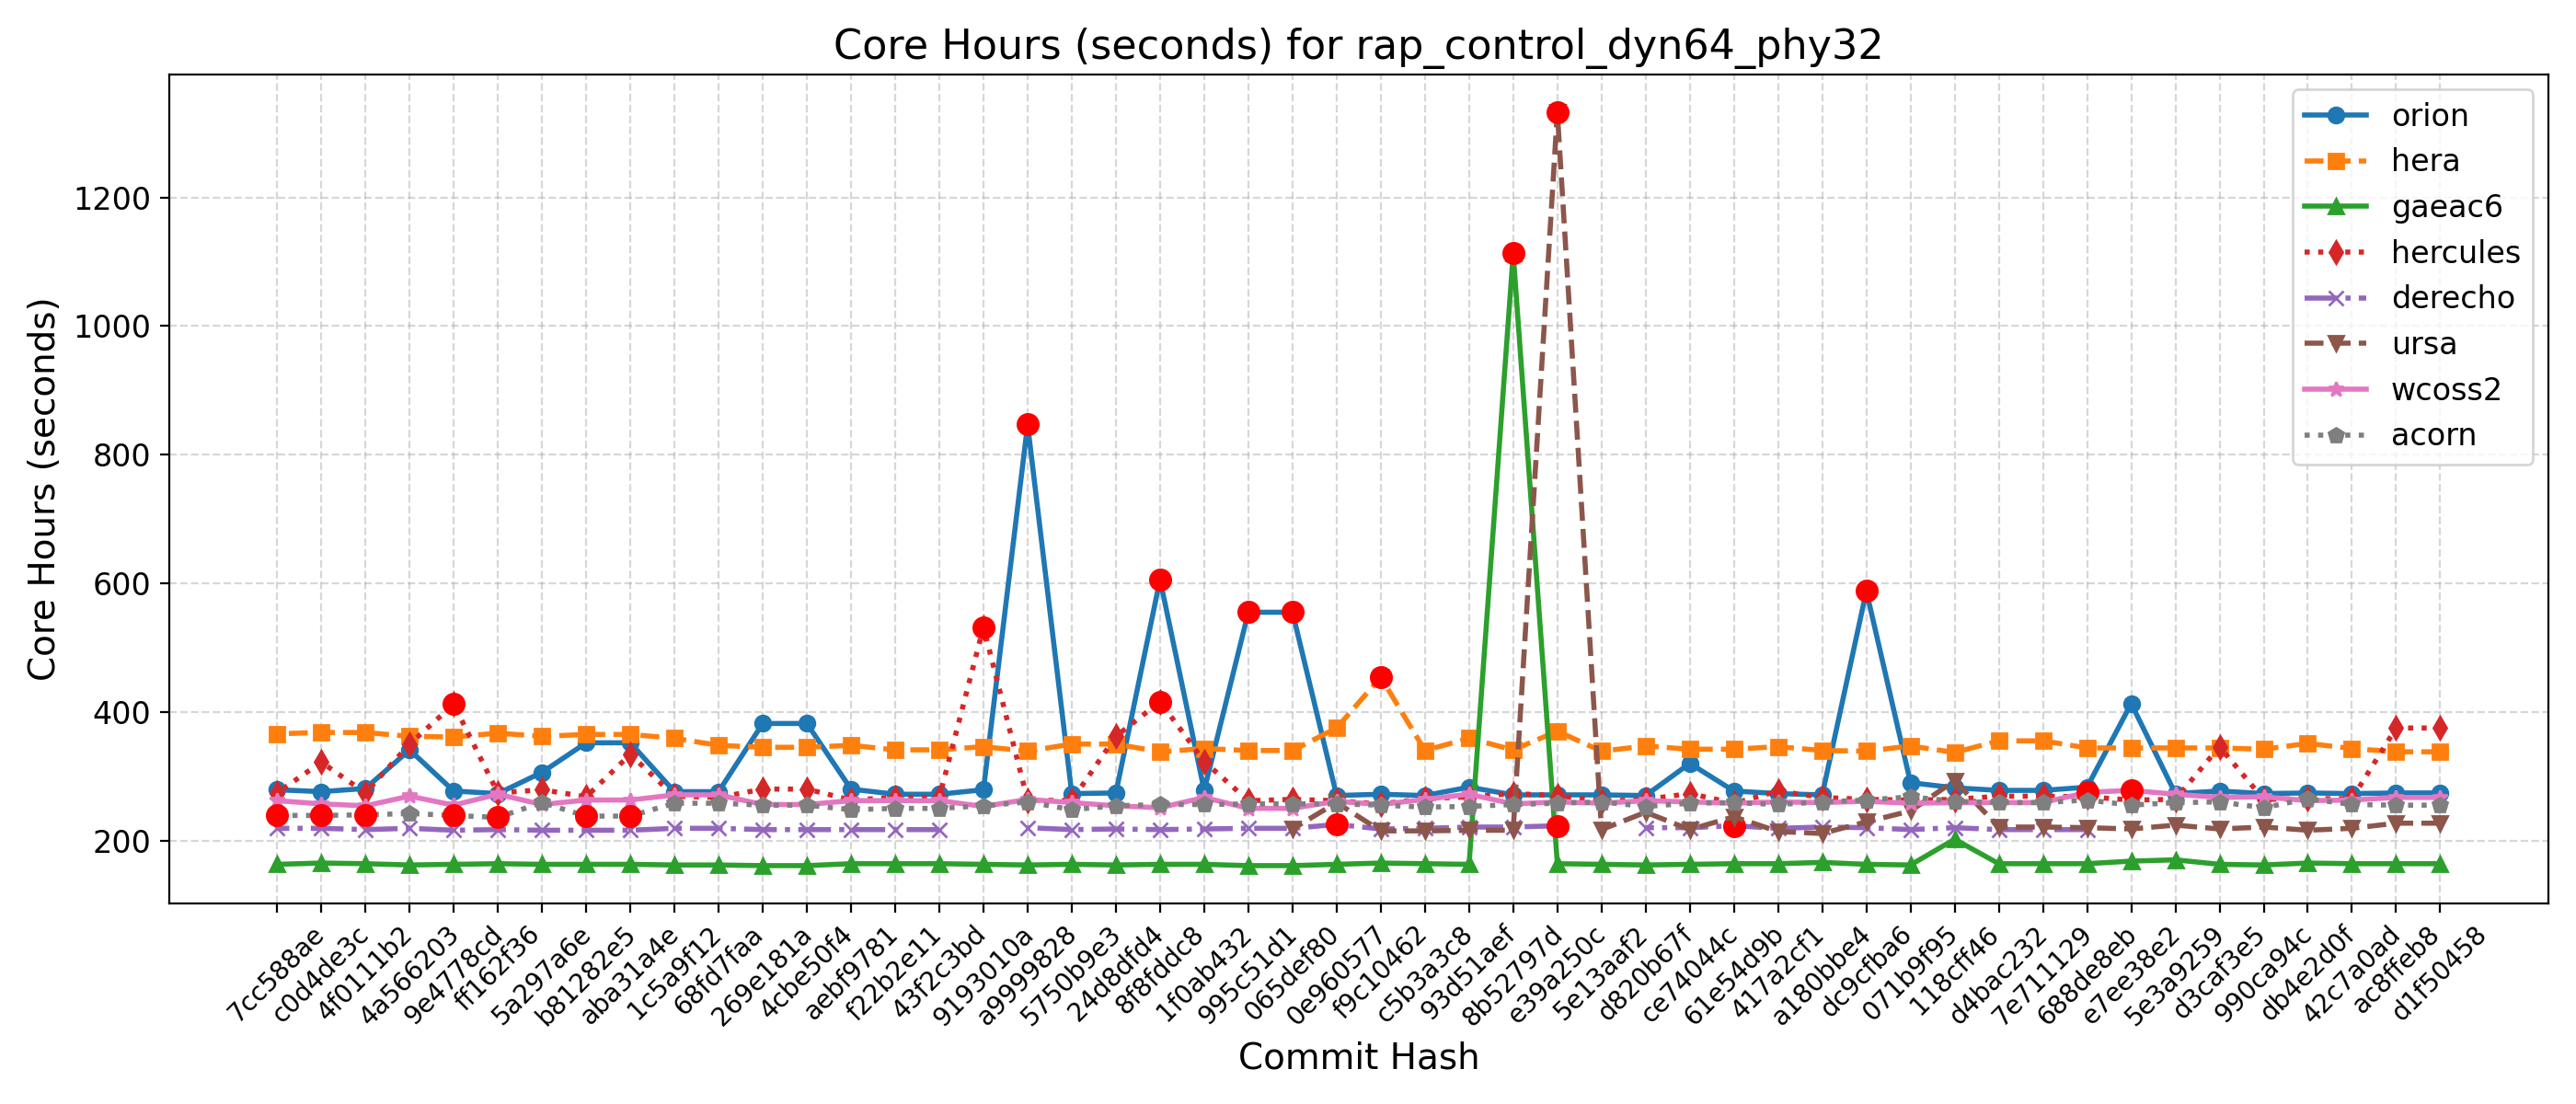 Core Hours (seconds) for rap_control_dyn64_phy32
Core Hours (seconds)
1200
1000
800
600
400
200
orion
hera
gaeac6
hercules
derecho
ursa
wcoss2
acorn
7cc588ae
c0d4de3c
4f0111b2
4a566203
9e4778cd
ff162f36
5a297a6e
b81282e5
aba31a4e
1c5a9f12
68fd7faa
269e181a
4cbe50f4
aebf9781
f22b2e11
43f2c3bd
9193010a
a9999828
5750b9e3
24d8dfd4
8f8fddc8
1f0ab432
995c51d1
065def80
0e960577
f9c10462
c5b3a3c8
93d51aef
8b52797d
e39a250c
5e13aaf2
d820b67f
ce74044c
61e54d9b
417a2cf1
a180bbe4
dc9cfba6
071b9f95
118cff46
d4bac232
7e711129
688de8eb
e7ee38e2
5e3a9259
d3caf3e5
990ca94c
db4e2d0f
42c7a0ad
ac8ffeb8
d1f50458
Commit Hash